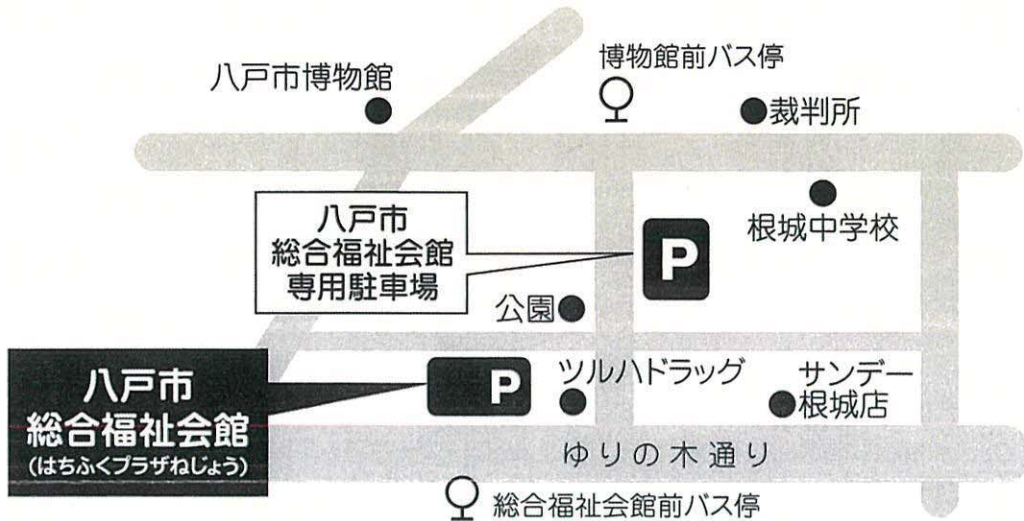 博物館前バス停
八戸市博物館
裁判所
八戸市
総合福祉会館
専用駐車場
P
根城中学校
公園
八戸市
総合福祉会館
(はちふくプラザねじょう)
P
ツルハドラッグ
サンデー
根城店
ゆりの木通り
総合福祉会館前バス停